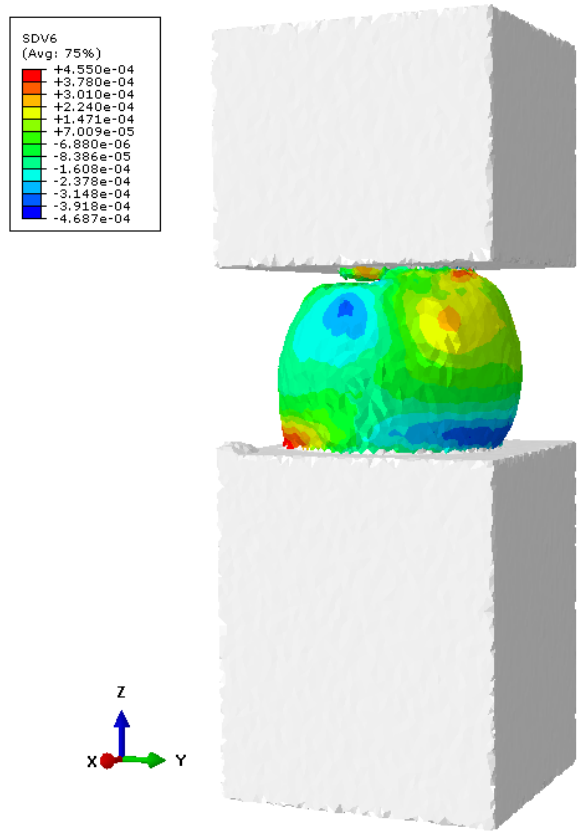 SDV6
(Avg: 75%)
+4.550e-04
+3.780e-04
+3.010e-04
+2.240e-04
+1.471e-04
+7.009e-05
-6.880e-06
-8.386e-05
-1.608e-04
-2.378e-04
-3.148e-04
-3.918e-04
-4.687e-04
Z
X
Y